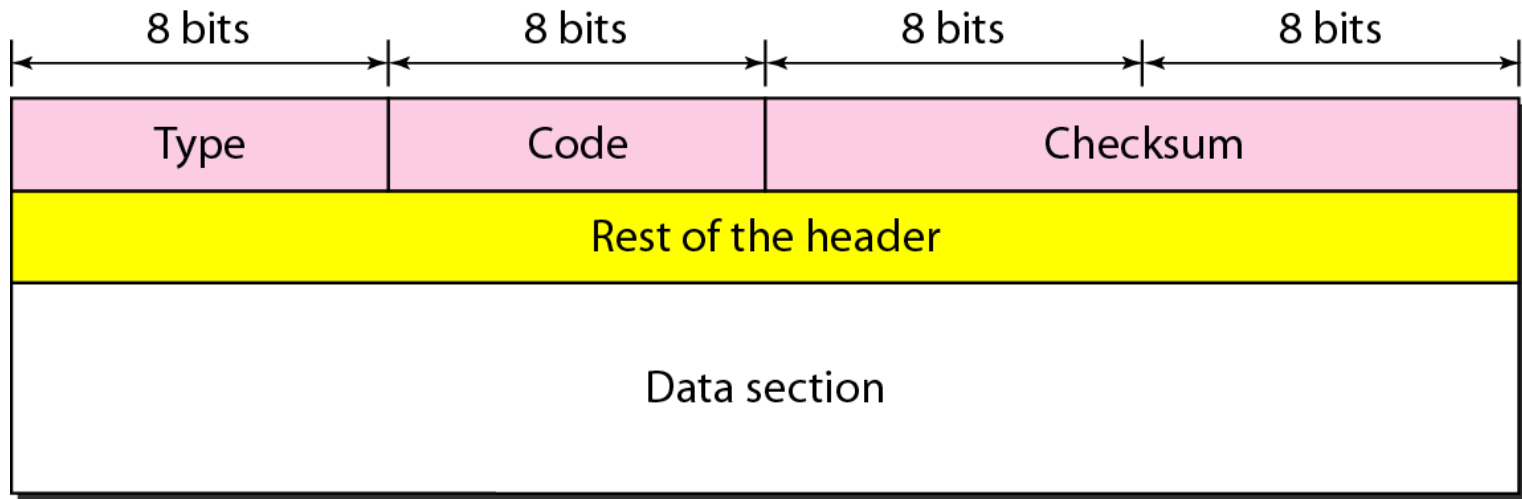 8 bits 8 bits 8 bits 8 bits
Type Code Checksum
Rest of the header
Data section